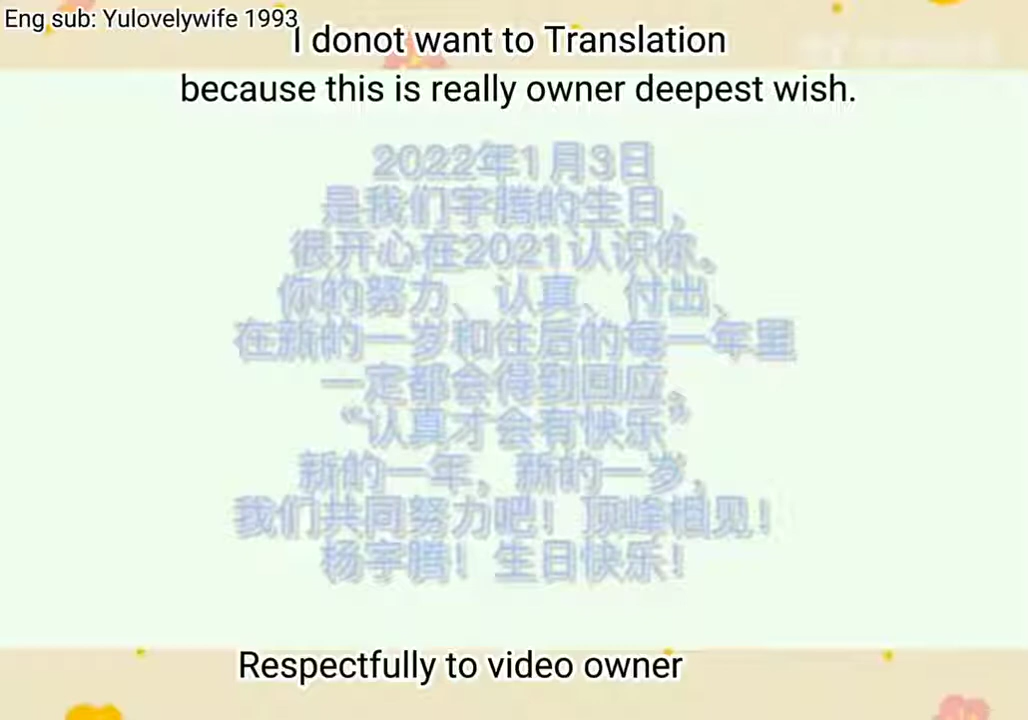 Eng sub: Yulovelywife 1993
I donot want to Translation
because this is really owner deepest wish.
2022年1月3日
是我们宇腾的生日，
很开心在2021认识你。
你的努力、认真、付出、
在新的一岁和往后的每一年里
一定都会得到回应。
“认真才会有快乐”
新的一年，新的一岁，
我们共同努力吧！顶峰相见！
杨宇腾！生日快乐！
Respectfully to video owner